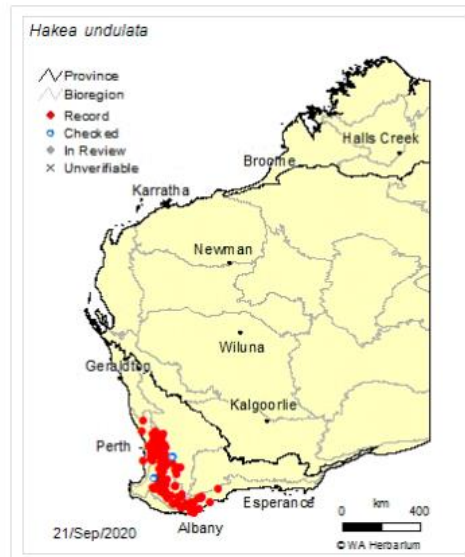 Hakea undulata
Province
Bioregion
Record
Checked
In Review
Unverifiable
Halls Creek
Broome
Karratha
Newman
Wiluna
Geraldton
Kalgoorlie
Perth
Esperance
Albany
km
0 400
21/Sep/2020
© WA Herbarium